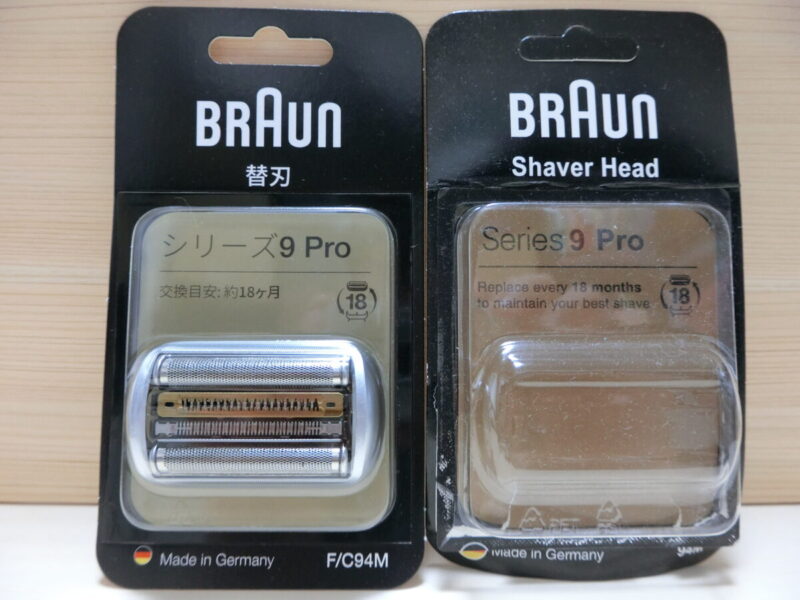 BRAUN
替刃
シリーズ9 Pro
交換目安: 約18ヶ月
18
Made in Germany
F/C94M
BRAUN
Shaver Head
Series 9 Pro
Replace every 18 months
to maintain your best shave
18
PET
Made in Germany
94M